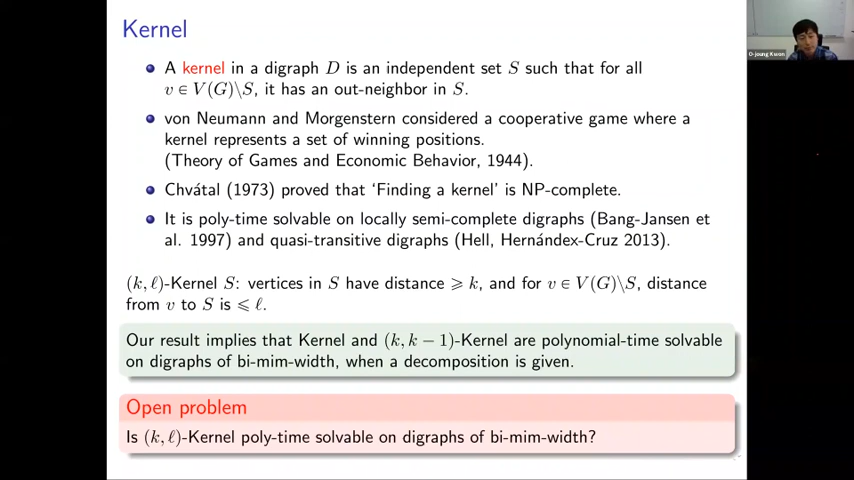 Kernel
A kernel in a digraph D is an independent set S such that for all
v ∈ V(G)\S, it has an out-neighbor in S.
von Neumann and Morgenstern considered a cooperative game where a
kernel represents a set of winning positions.
(Theory of Games and Economic Behavior, 1944).
Chvátal (1973) proved that ‘Finding a kernel’ is NP-complete.
It is poly-time solvable on locally semi-complete digraphs (Bang-Jansen et
al. 1997) and quasi-transitive digraphs (Hell, Hernández-Cruz 2013).
(k, ℓ)-Kernel S: vertices in S have distance ⩾ k, and for v ∈ V(G)\S, distance
from v to S is ⩽ ℓ.
Our result implies that Kernel and (k, k − 1)-Kernel are polynomial-time solvable
on digraphs of bi-mim-width, when a decomposition is given.
Open problem
Is (k, ℓ)-Kernel poly-time solvable on digraphs of bi-mim-width?
O-joung Kwon